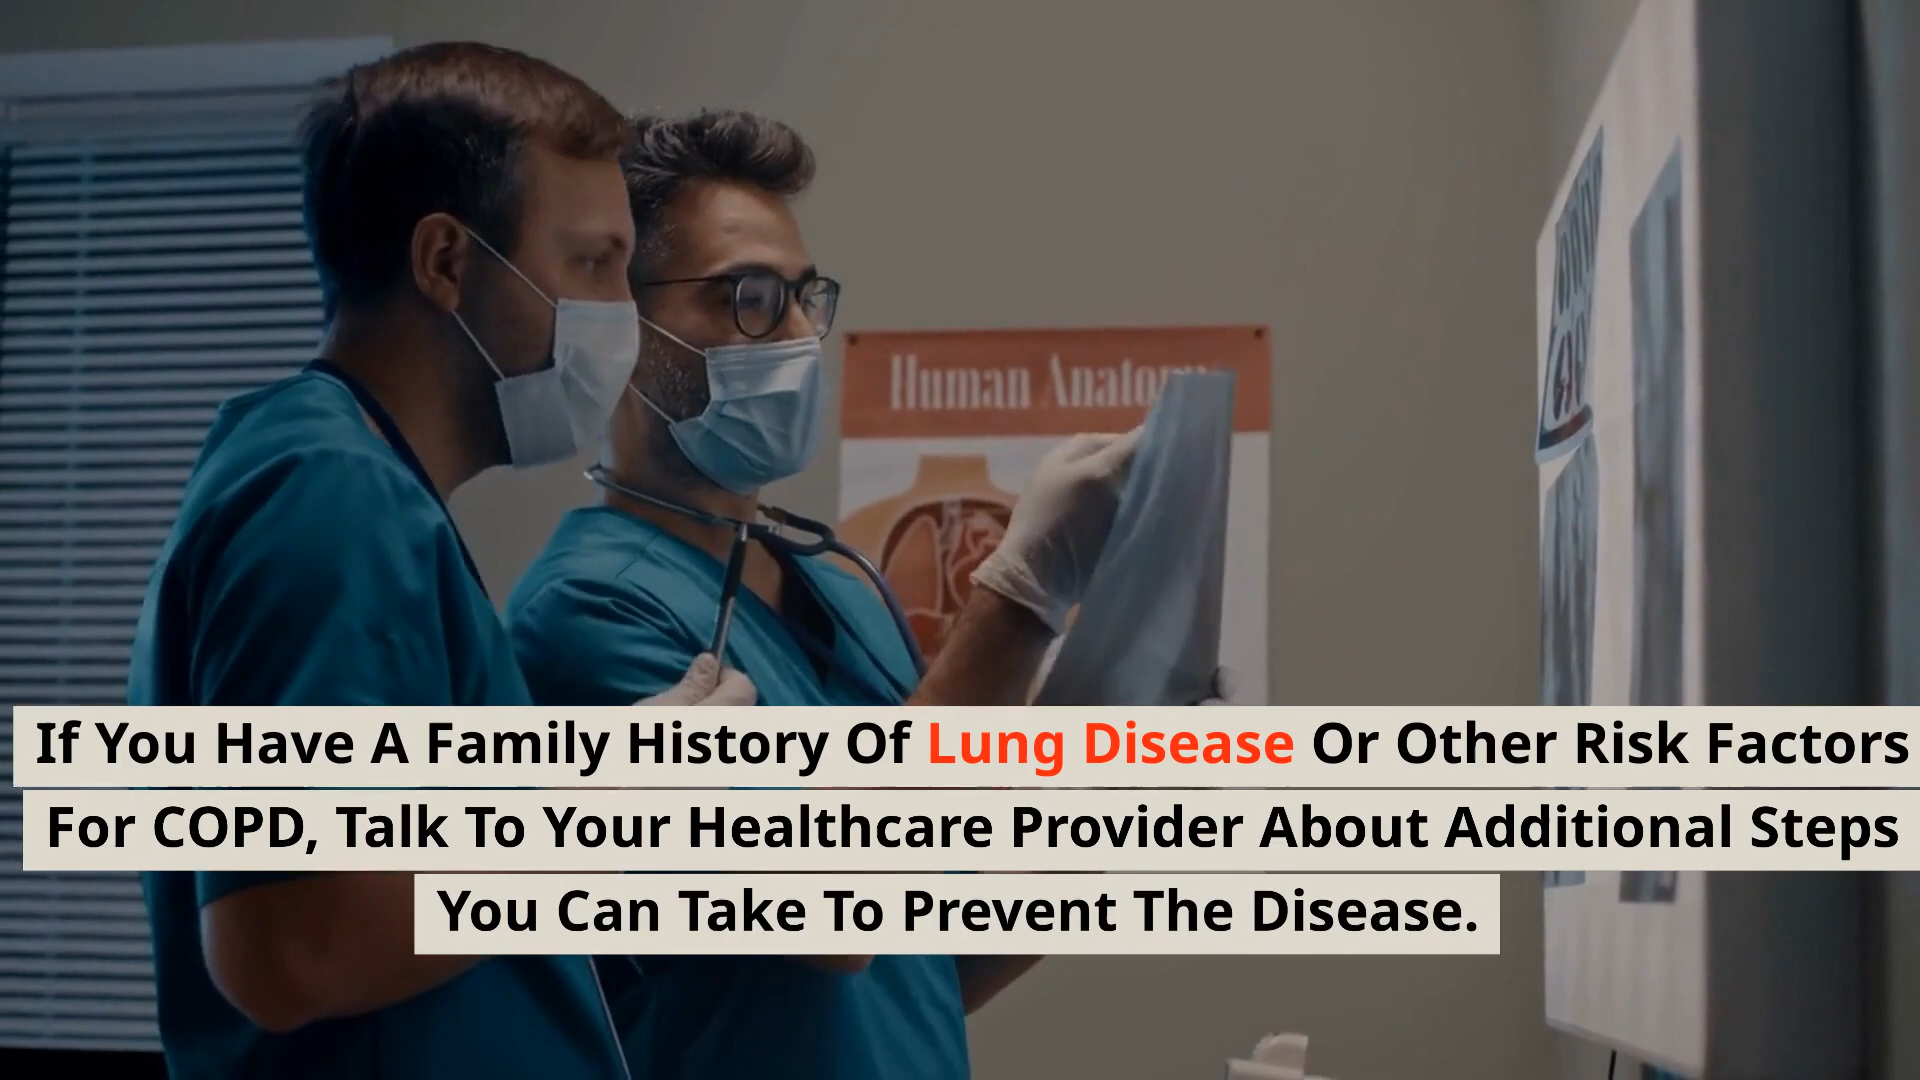 Human Anatomy
If You Have A Family History Of Lung Disease Or Other Risk Factors
For COPD, Talk To Your Healthcare Provider About Additional Steps
You Can Take To Prevent The Disease.